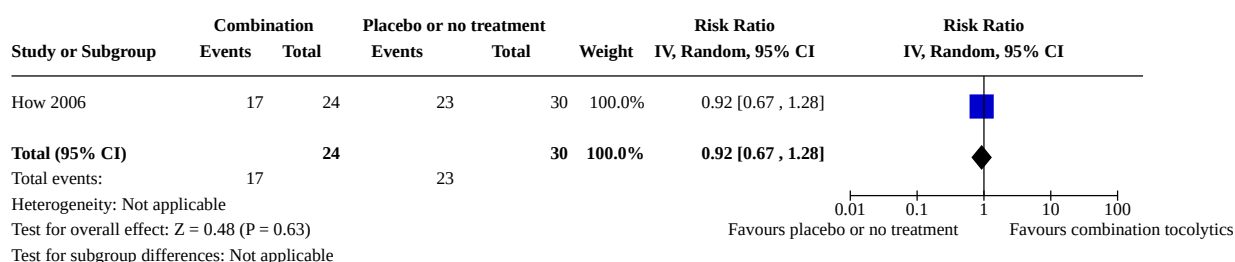 Combination Placebo or no treatment Risk Ratio Risk Ratio
Study or Subgroup Events Total Events Total Weight IV, Random, 95% CI IV, Random, 95% CI
How 2006 17 24 23 30 100.0% 0.92 [0.67 , 1.28]
Total (95% CI) 24 30 100.0% 0.92 [0.67 , 1.28]
Total events: 17 23
Heterogeneity: Not applicable
0.01 0.1 1 10 100
Test for overall effect: Z = 0.48 (P = 0.63)
Favours placebo or no treatment Favours combination tocolytics
Test for subgroup differences: Not applicable